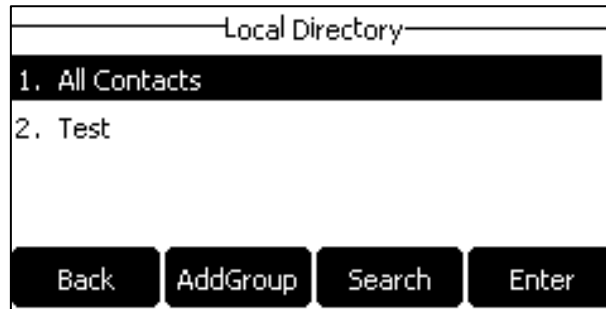 Local Directory
1. All Contacts
2. Test
Back AddGroup Search Enter